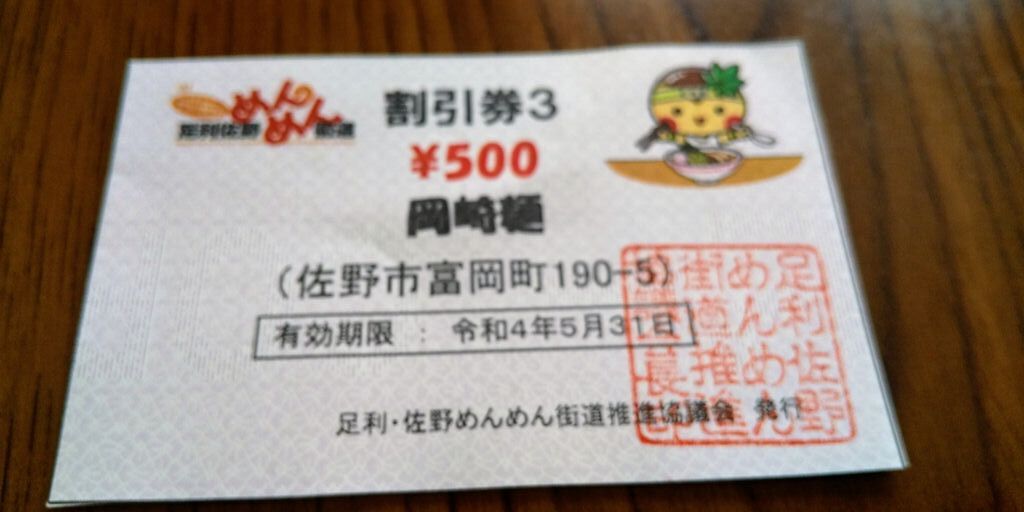 足利佐野
めんめん
街道
割引券3
¥500
岡崎麺
(佐野市富岡町190-5)
有効期限 : 令和4年5月31日
足利・佐野めんめん街道推進協議会 発行
足利佐野
めんめん
街道推進